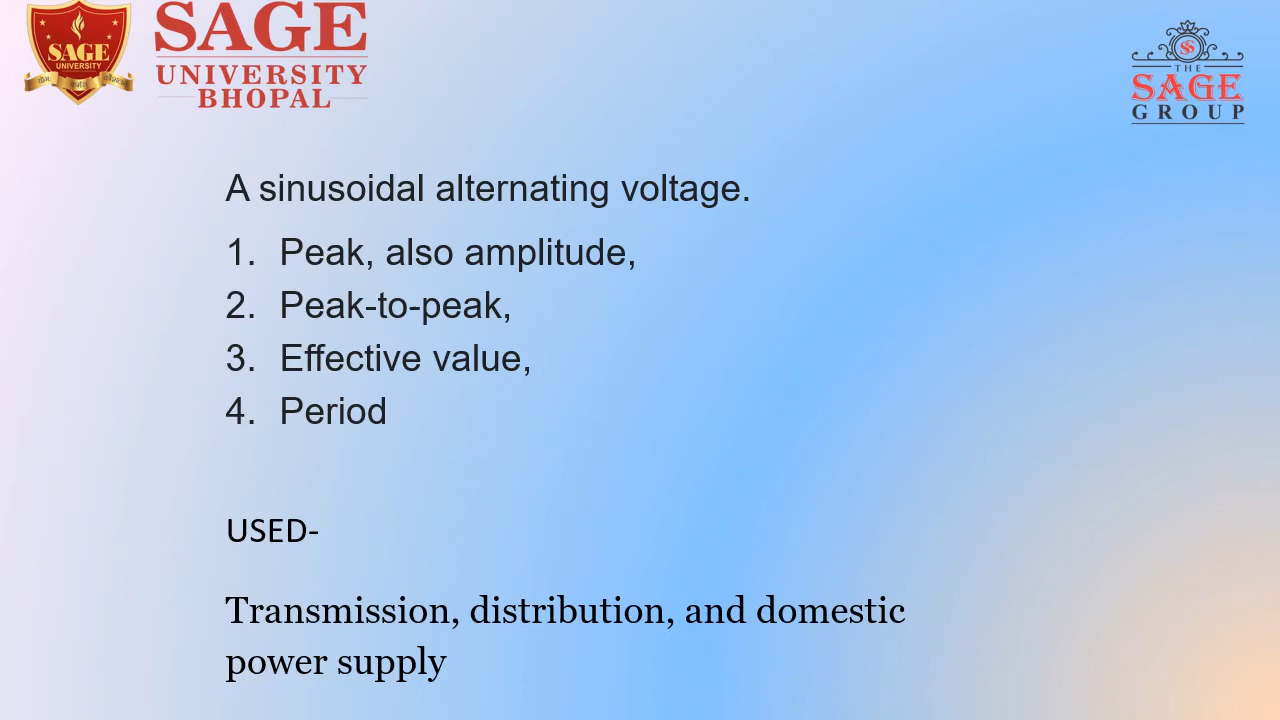 SAGE
UNIVERSITY
SAGE
UNIVERSITY
BHOPAL
THE
SAGE
GROUP
A sinusoidal alternating voltage.
1. Peak, also amplitude,
2. Peak-to-peak,
3. Effective value,
4. Period
USED-
Transmission, distribution, and domestic
power supply